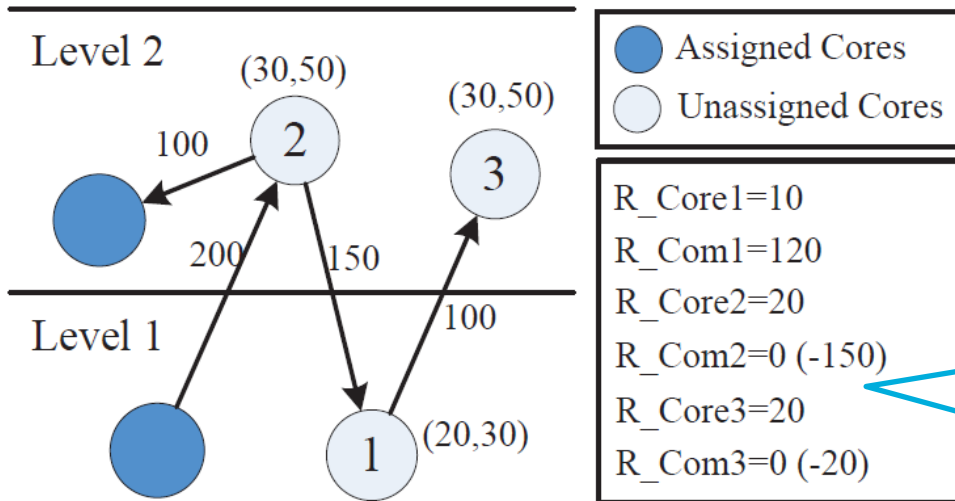 Level 2
(30,50)
(30,50)
100
2
3
200
150
100
Level 1
1
(20,30)
Assigned Cores
Unassigned Cores
R_Core1=10
R_Com1=120
R_Core2=20
R_Com2=0 (-150)
R_Core3=20
R_Com3=0 (-20)